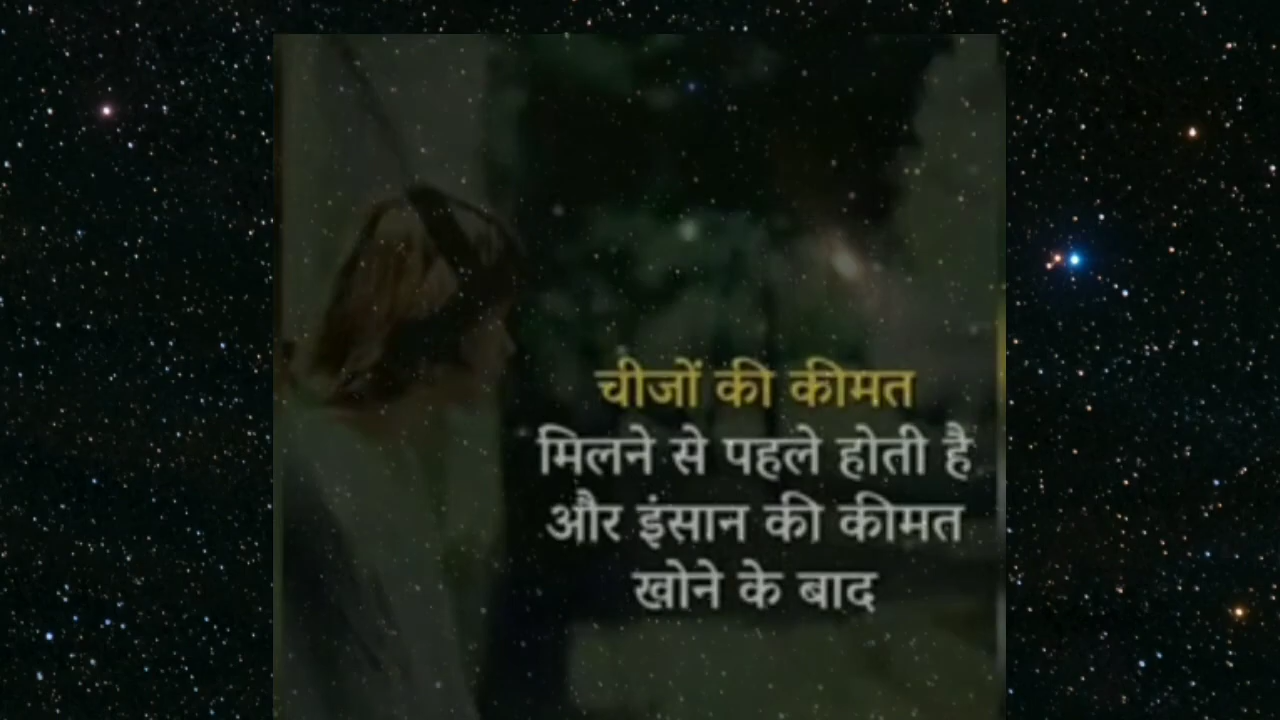 चीजों की कीमत
मिलने से पहले होती है
और इंसान की कीमत
खोने के बाद